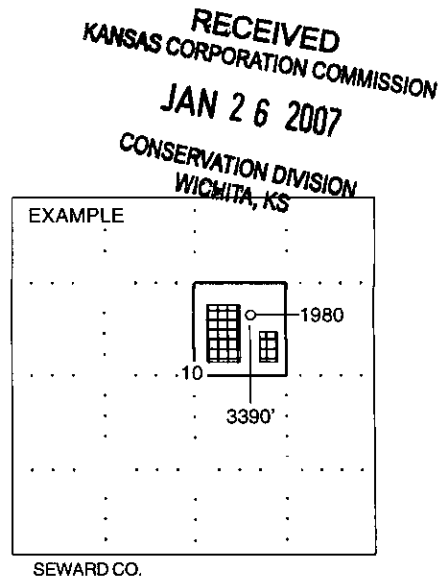 RECEIVED
KANSAS CORPORATION COMMISSION
JAN 26 2007
CONSERVATION DIVISION
WICHITA, KS
EXAMPLE
1980
10
3390'
SEWARD CO.